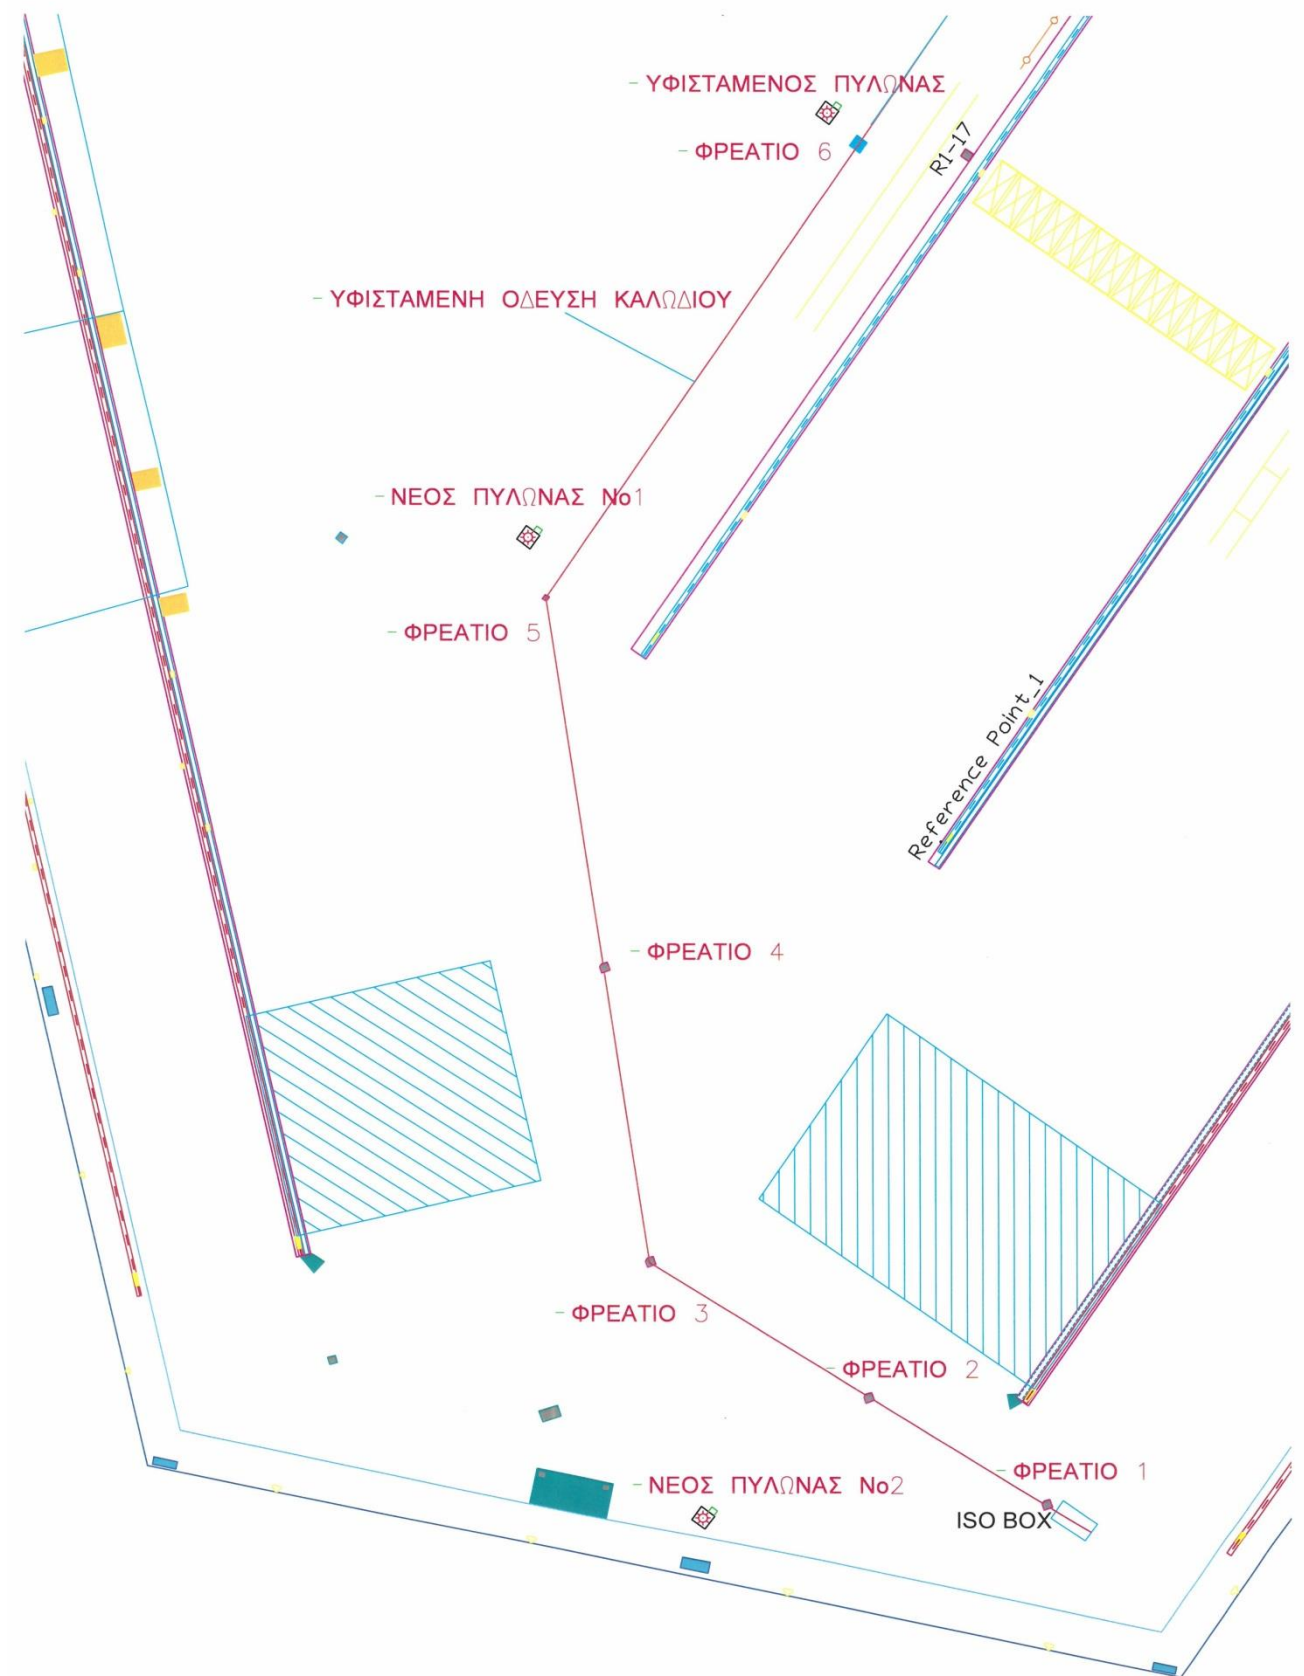 - ΥΦΙΣΤΑΜΕΝΟΣ ΠΥΛΩΝΑΣ
- ΦΡΕΑΤΙΟ 6
R1-17
- ΥΦΙΣΤΑΜΕΝΗ ΟΔΕΥΣΗ ΚΑΛΩΔΙΟΥ
- ΝΕΟΣ ΠΥΛΩΝΑΣ Νο1
- ΦΡΕΑΤΙΟ 5
Reference Point_1
- ΦΡΕΑΤΙΟ 4
- ΦΡΕΑΤΙΟ 3
- ΦΡΕΑΤΙΟ 2
- ΦΡΕΑΤΙΟ 1
- ΝΕΟΣ ΠΥΛΩΝΑΣ Νο2
ISO BOX